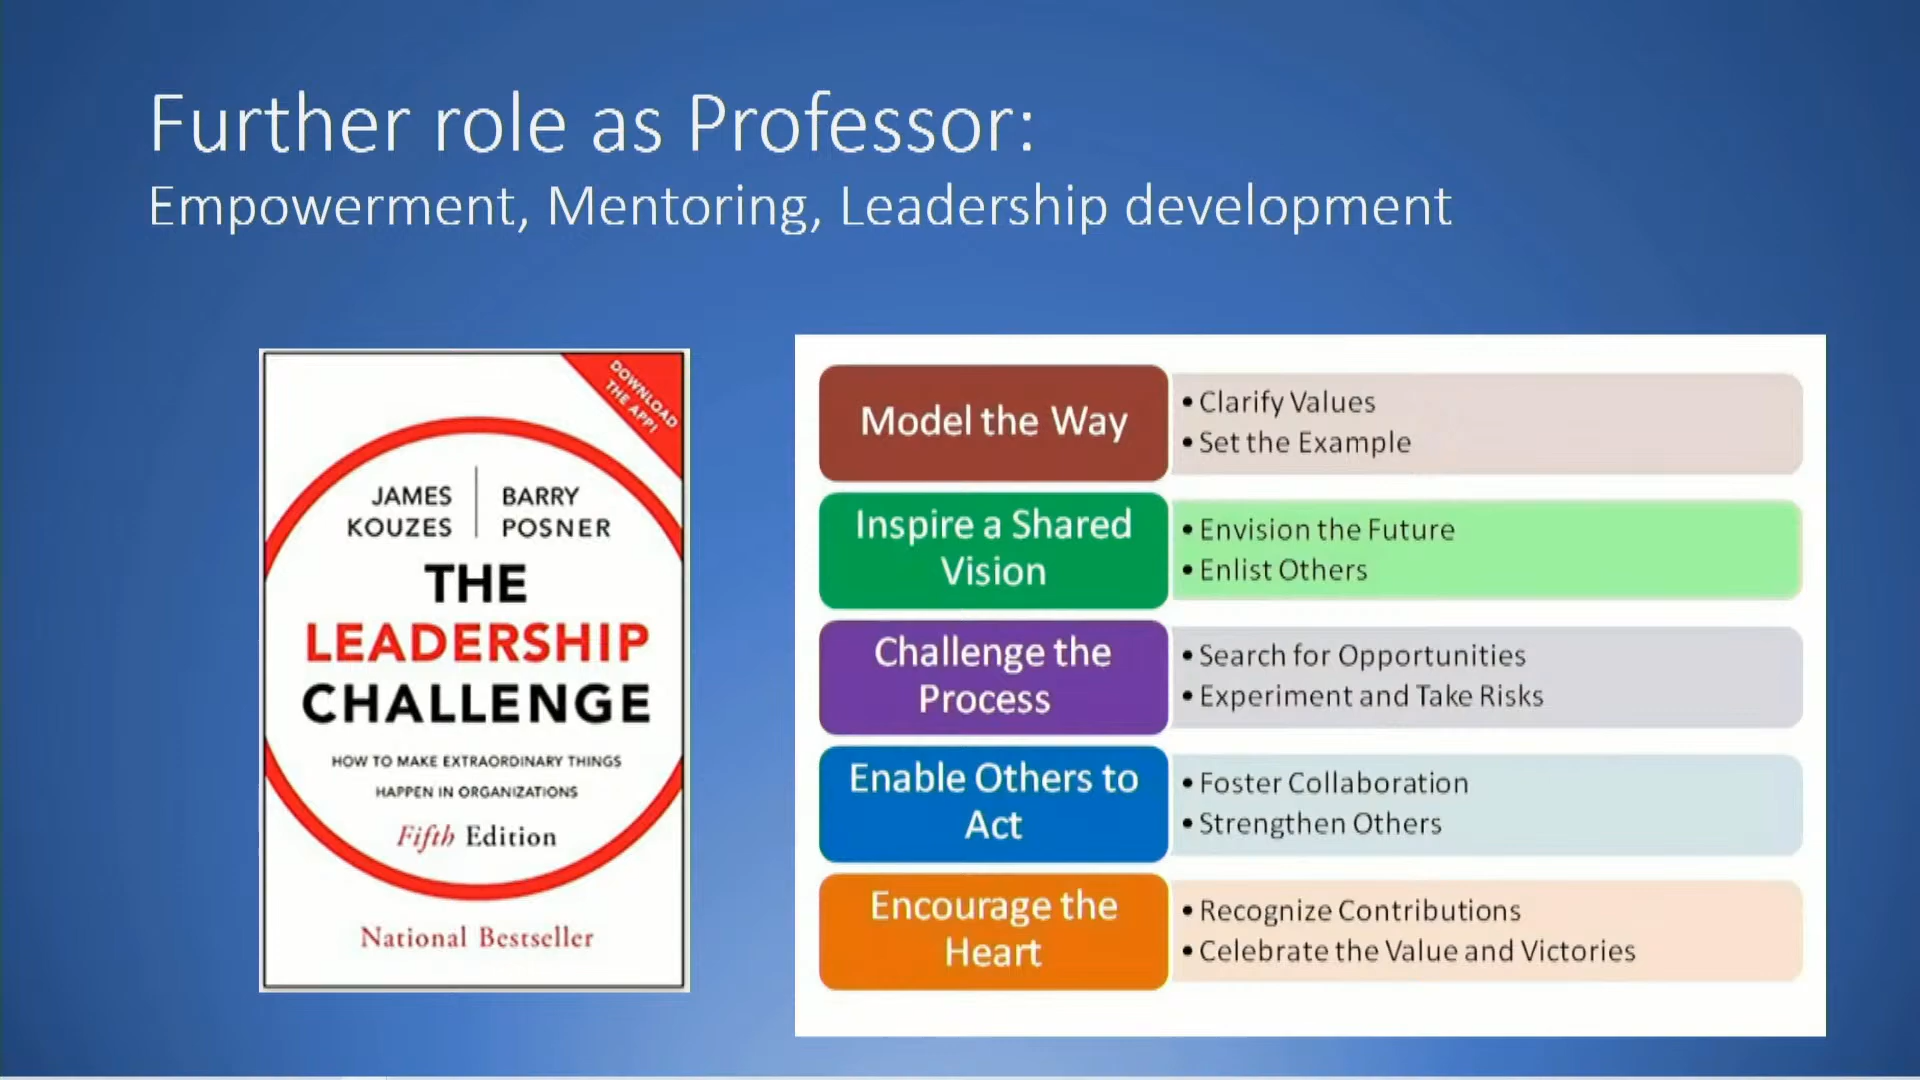 Further role as Professor:
Empowerment, Mentoring, Leadership development
DOWNLOAD
THE APP!
JAMES
KOUZES
BARRY
POSNER
THE
LEADERSHIP
CHALLENGE
HOW TO MAKE EXTRAORDINARY THINGS
HAPPEN IN ORGANIZATIONS
Fifth Edition
National Bestseller
Model the Way
• Clarify Values
• Set the Example
Inspire a Shared
Vision
• Envision the Future
• Enlist Others
Challenge the
Process
• Search for Opportunities
• Experiment and Take Risks
Enable Others to
Act
• Foster Collaboration
• Strengthen Others
Encourage the
Heart
• Recognize Contributions
• Celebrate the Value and Victories